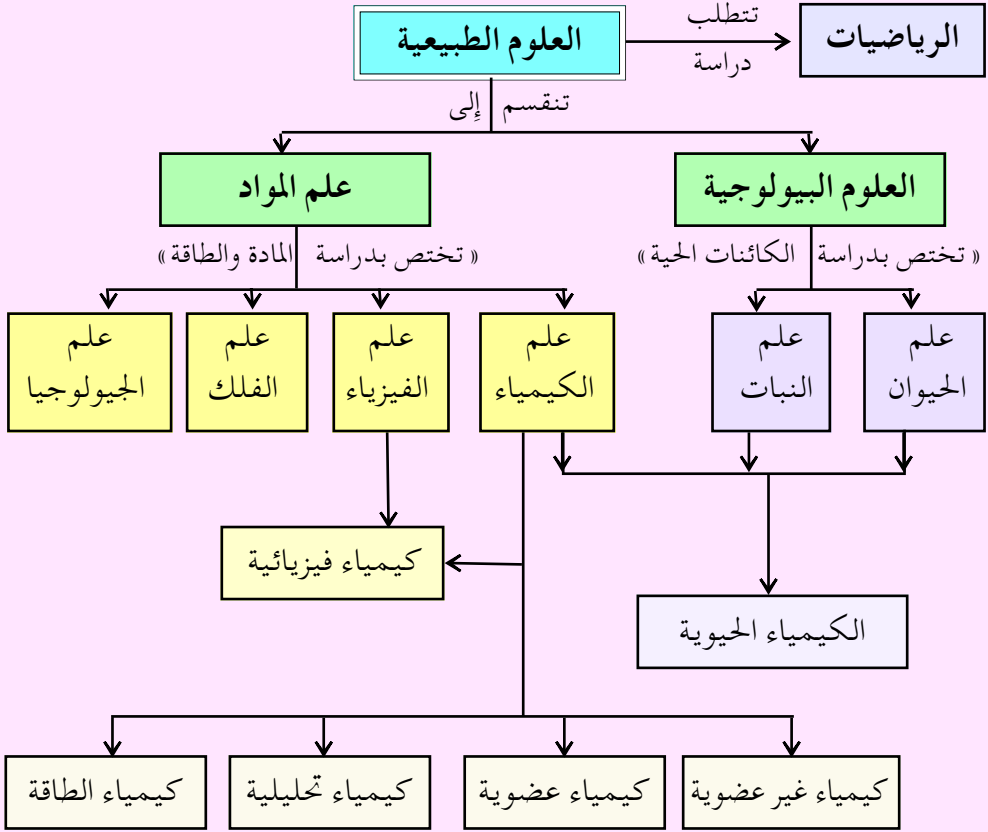 العلوم الطبيعية
تتطلب
دراسة
الرياضيات
تنقسم إِلى
العلوم البيولوجية
علم المواد
« تختص بدراسة الكائنات الحية »
« تختص بدراسة المادة والطاقة »
علم
الحيوان
علم
النبات
علم
الكيمياء
علم
الفيزياء
علم
الفلك
علم
الجيولوجيا
كيمياء فيزيائية
الكيمياء الحيوية
كيمياء غير عضوية
كيمياء عضوية
كيمياء تحليلية
كيمياء الطاقة